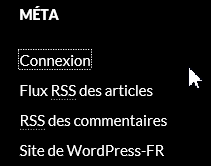 MÉTA
Connexion
Flux RSS des articles
RSS des commentaires
Site de WordPress-FR